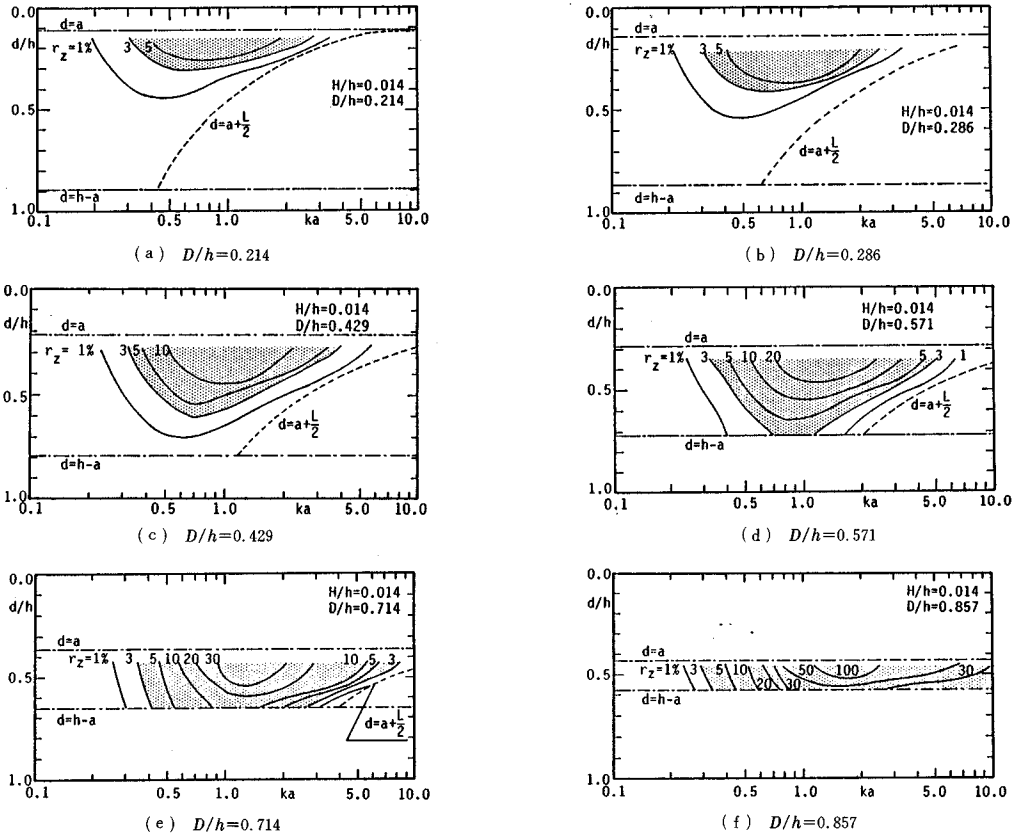 0.0
d/h
0.5
1.0
d=a
r_z=1% 3 5
H/h=0.014
D/h=0.214
d=a+L/2
d=h-a
0.1 0.5 1.0 ka 5.0 10.0
(a) D/h=0.214
0.0
d/h
0.5
1.0
d=a
r_z=1% 3 5
H/h=0.014
D/h=0.286
d=a+L/2
d=h-a
0.1 0.5 1.0 ka 5.0 10.0
(b) D/h=0.286
0.0
d/h
0.5
1.0
H/h=0.014
D/h=0.429
d=a
r_z= 1% 3 5 10
d=a+L/2
d=h-a
0.1 0.5 1.0 ka 5.0 10.0
(c) D/h=0.429
0.0
d/h
0.5
1.0
H/h=0.014
D/h=0.571
d=a
r_z=1% 3 5 10 20 5 3 1
d=a+L/2
d=h-a
0.1 0.5 1.0 ka 5.0 10.0
(d) D/h=0.571
0.0
d/h
0.5
1.0
H/h=0.014
D/h=0.714
d=a
r_z=1% 3 5 10 20 30 10 5 3
d=a+L/2
d=h-a
0.1 0.5 1.0 ka 5.0 10.0
(e) D/h=0.714
0.0
d/h
0.5
1.0
H/h=0.014
D/h=0.857
d=a
r_z=1% 3 5 10 50 100 30
20 30
d=h-a
0.1 0.5 1.0 ka 5.0 10.0
(f) D/h=0.857